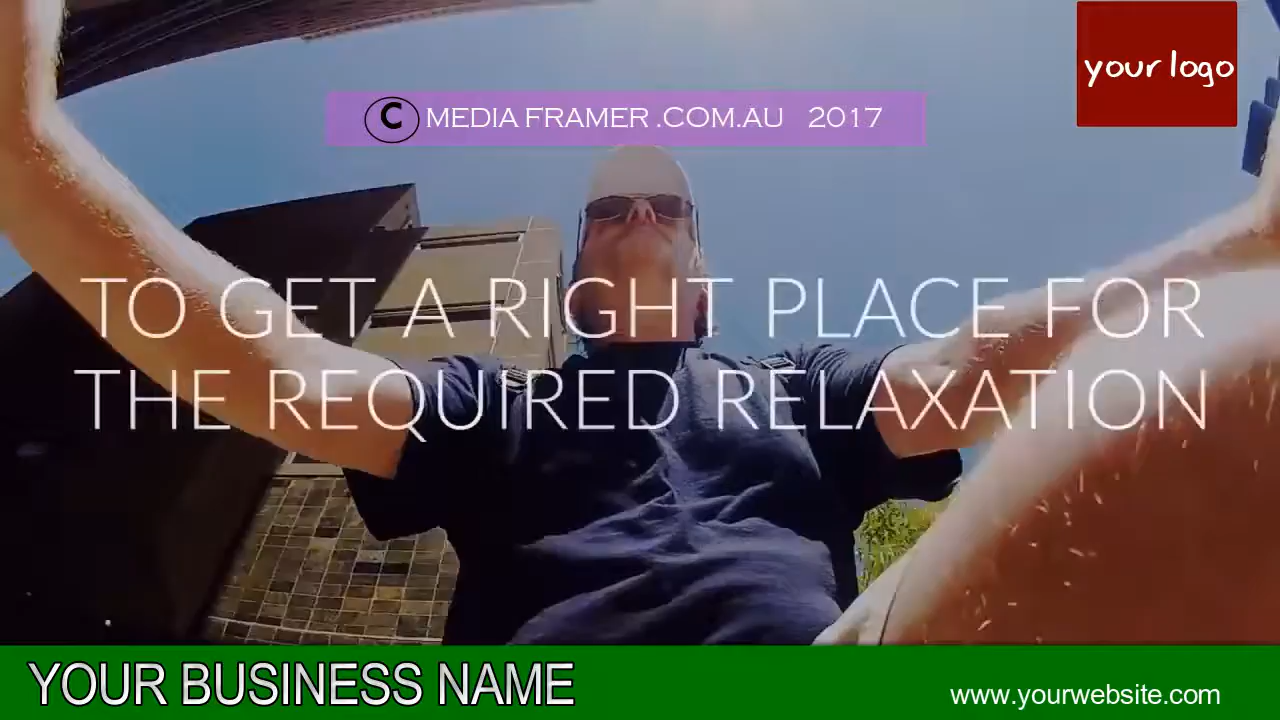 your logo
C MEDIA FRAMER .COM.AU 2017
TO GET A RIGHT PLACE FOR
THE REQUIRED RELAXATION
YOUR BUSINESS NAME
www.yourwebsite.com